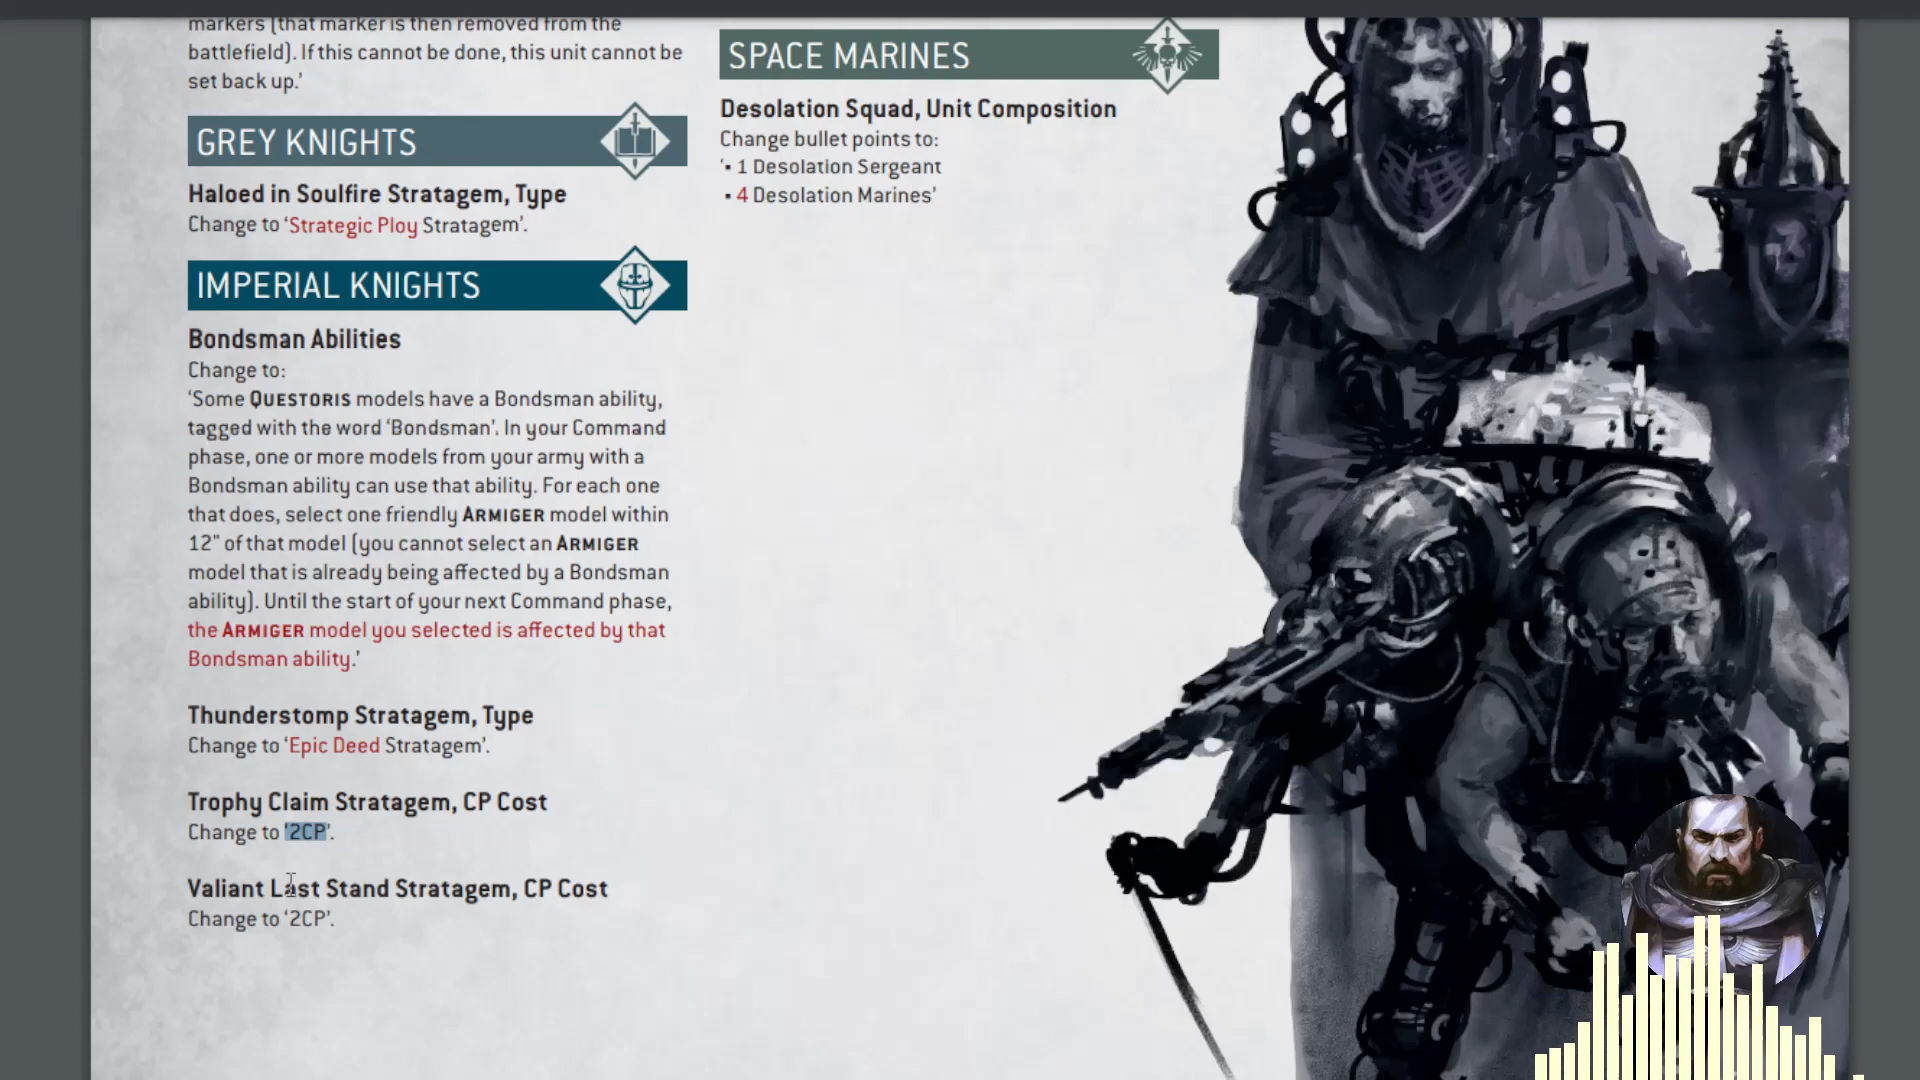 markers (that marker is then removed from the
battlefield). If this cannot be done, this unit cannot be
set back up.’
GREY KNIGHTS
Haloed in Soulfire Stratagem, Type
Change to ‘Strategic Ploy Stratagem’.
IMPERIAL KNIGHTS
Bondsman Abilities
Change to:
‘Some QUESTORIS models have a Bondsman ability,
tagged with the word ‘Bondsman’. In your Command
phase, one or more models from your army with a
Bondsman ability can use that ability. For each one
that does, select one friendly ARMIGER model within
12" of that model (you cannot select an ARMIGER
model that is already being affected by a Bondsman
ability). Until the start of your next Command phase,
the ARMIGER model you selected is affected by that
Bondsman ability.’
Thunderstomp Stratagem, Type
Change to ‘Epic Deed Stratagem’.
Trophy Claim Stratagem, CP Cost
Change to ‘2CP’.
Valiant Last Stand Stratagem, CP Cost
Change to ‘2CP’.
SPACE MARINES
Desolation Squad, Unit Composition
Change bullet points to:
‘▪ 1 Desolation Sergeant
▪ 4 Desolation Marines’